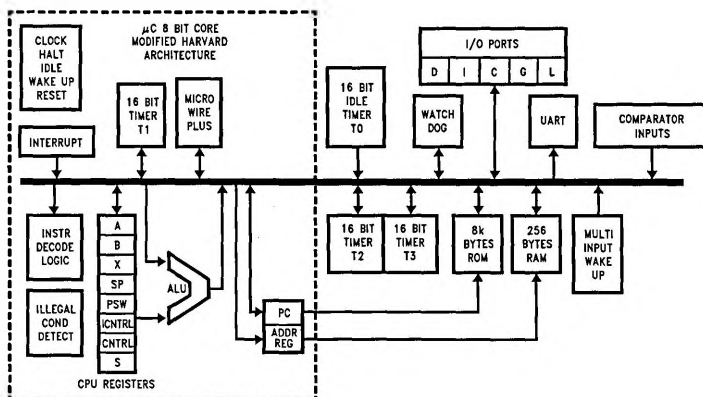 CLOCK
HALT
IDLE
WAKE UP
RESET
μC 8 BIT CORE
MODIFIED HARVARD
ARCHITECTURE
16 BIT
TIMER
T1
MICRO
WIRE
PLUS
INTERRUPT
I/O PORTS
D I C G L
16 BIT
IDLE
TIMER
T0
WATCH
DOG
UART
COMPARATOR
INPUTS
INSTR
DECODE
LOGIC
ILLEGAL
COND
DETECT
A
B
X
SP
PSW
ICNTRL
CNTRL
S
CPU REGISTERS
ALU
PC
ADDR
REG
16 BIT
TIMER
T2
16 BIT
TIMER
T3
8k
BYTES
ROM
256
BYTES
RAM
MULTI
INPUT
WAKE
UP